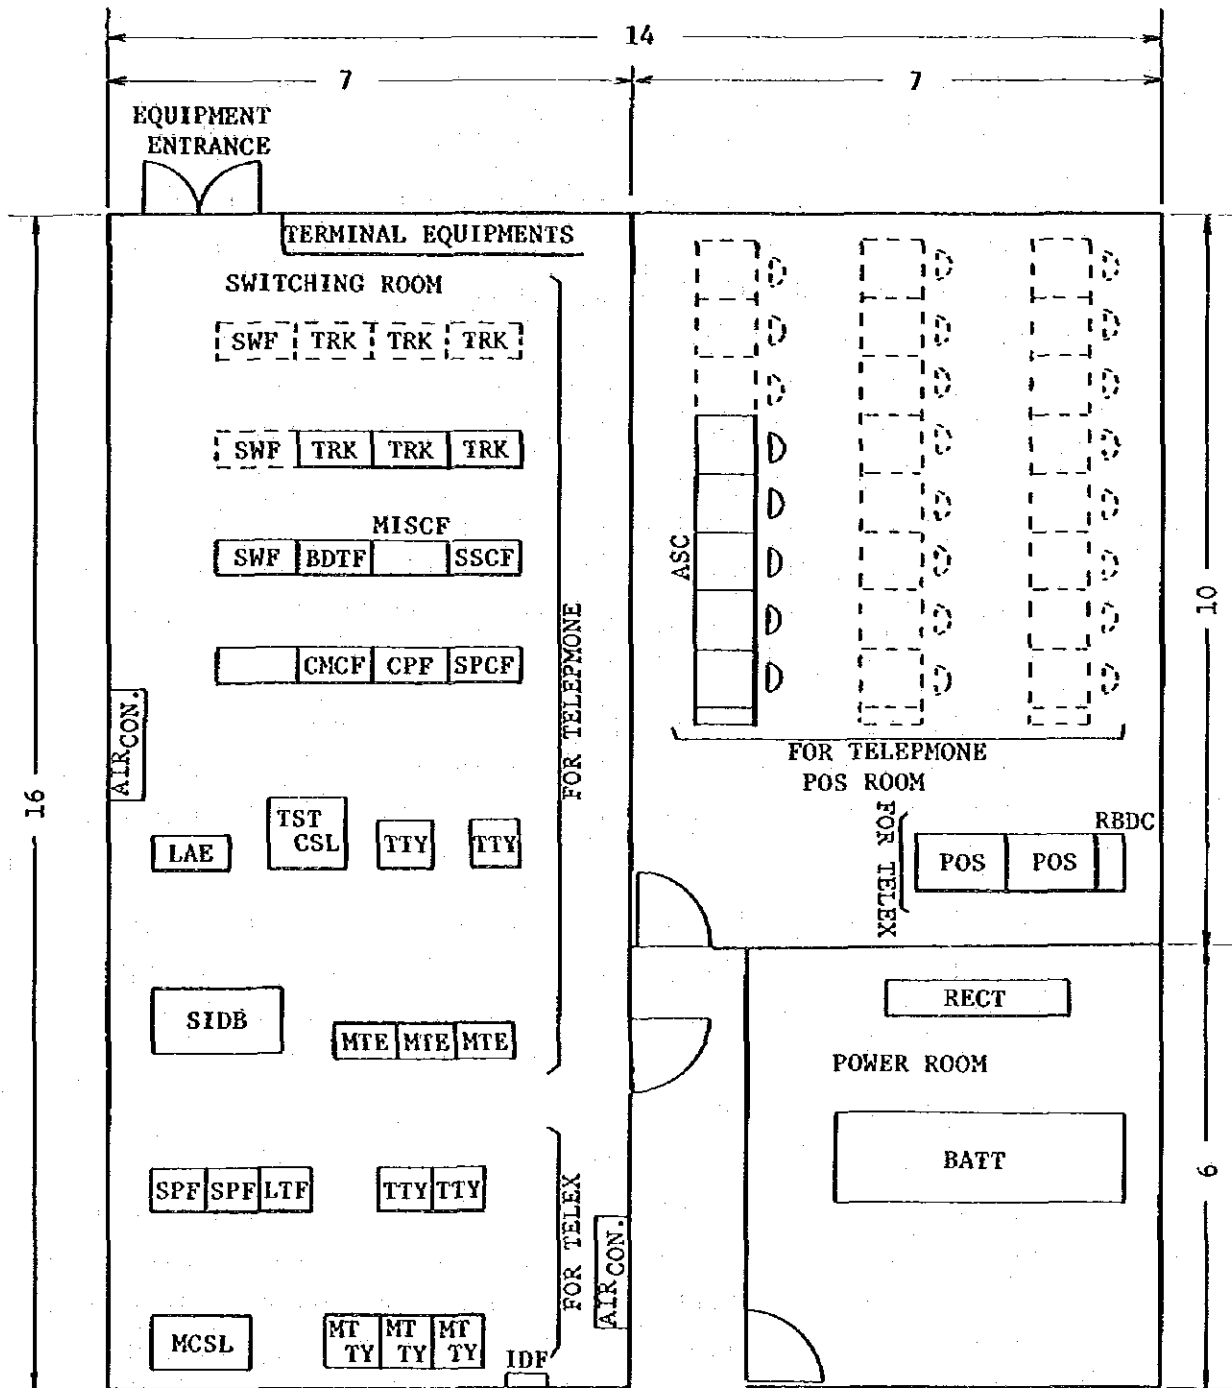 14
7
7
EQUIPMENT
ENTRANCE
TERMINAL EQUIPMENTS
SWITCHING ROOM
SWF TRK TRK TRK
SWF TRK TRK TRK
MISCF
SWF BDTF SSCF
CMCF CPF SPCF
FOR TELEPMONE
ASC
10
16
AIR CON.
FOR TELEPMONE
POS ROOM
TST
CSL
LAE TTY TTY
FOR TELEX
RBDC
POS POS
SIDB
MTE MTE MTE
RECT
POWER ROOM
BATT
6
SPF SPF LTF TTY TTY
FOR TELEX
AIR CON.
MCSL
MT MT MT
TY TY TY
IDF